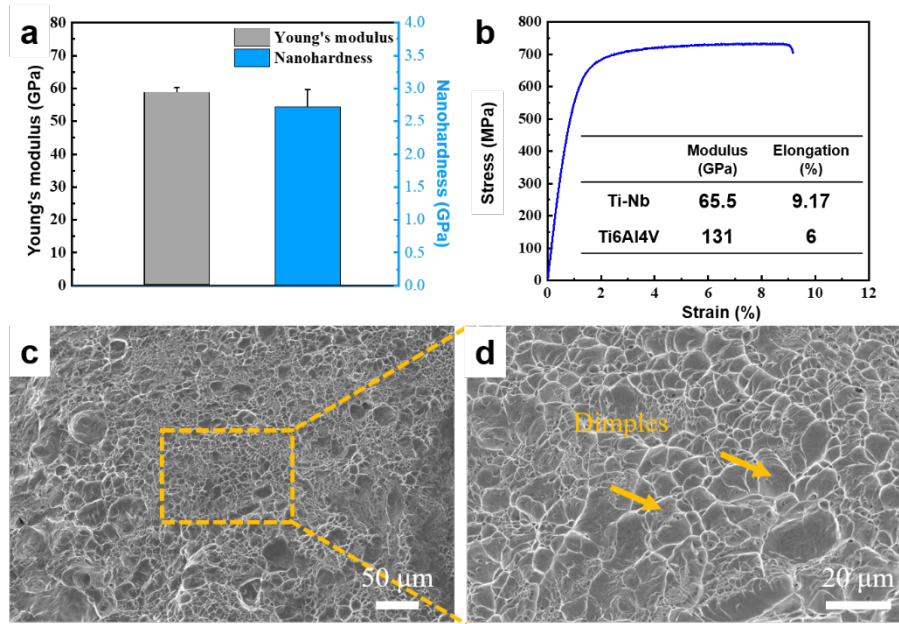 a
Young's modulus
Nanohardness
Young's modulus (GPa)
80
70
60
50
40
30
20
10
0
4.0
3.5
3.0
2.5
2.0
1.5
1.0
0.5
0.0
Nanohardness (GPa)
b
Stress (MPa)
800
700
600
500
400
300
200
100
0
Modulus (GPa) Elongation (%)
Ti-Nb 65.5 9.17
Ti6Al4V 131 6
0 2 4 6 8 10 12
Strain (%)
c
50 μm
d
Dimples
20 μm